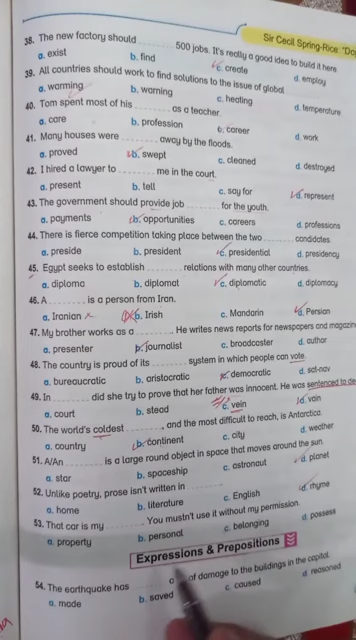 Sir Cecil Spring-Rice "Da
38. The new factory should ........ 500 jobs. It's really a good idea to build it here
a. exist b. find c. create d. employ
39. All countries should work to find solutions to the issue of global ........
a. warming b. warning c. heating d. temperature
40. Tom spent most of his ........ as a teacher.
a. care b. profession c. career d. work
41. Many houses were ........ away by the floods.
a. proved b. swept c. cleaned d. destroyed
42. I hired a lawyer to ........ me in the court.
a. present b. tell c. say for d. represent
43. The government should provide job ........ for the youth.
a. payments b. opportunities c. careers d. professions
44. There is fierce competition taking place between the two ........ candidates.
a. preside b. president c. presidential d. presidency
45. Egypt seeks to establish ........ relations with many other countries.
a. diploma b. diplomat c. diplomatic d. diplomacy
46. A ........ is a person from Iran.
a. Iranian b. Irish c. Mandarin d. Persian
47. My brother works as a ........ He writes news reports for newspapers and magazin
a. presenter b. journalist c. broadcaster d. author
48. The country is proud of its ........ system in which people can vote.
a. bureaucratic b. aristocratic c. democratic d. sat-nav
49. In ........ did she try to prove that her father was innocent. He was sentenced to de
a. court b. stead c. vein d. vain
50. The world's coldest ........, and the most difficult to reach, is Antarctica.
a. country b. continent c. city d. weather
51. A/An ........ is a large round object in space that moves around the sun.
a. star b. spaceship c. astronaut d. planet
52. Unlike poetry, prose isn't written in ........
a. home b. literature c. English d. rhyme
53. That car is my ........ You mustn't use it without my permission.
a. property b. personal c. belonging d. possess
Expressions & Prepositions
54. The earthquake has ........ a of damage to the buildings in the capital.
a. made b. saved c. caused d. reasoned